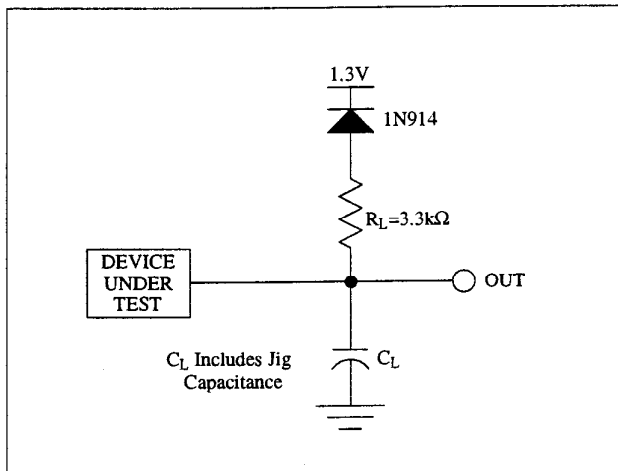 1.3V
1N914
R_L=3.3kΩ
DEVICE
UNDER
TEST
OUT
C_L Includes Jig
Capacitance
C_L